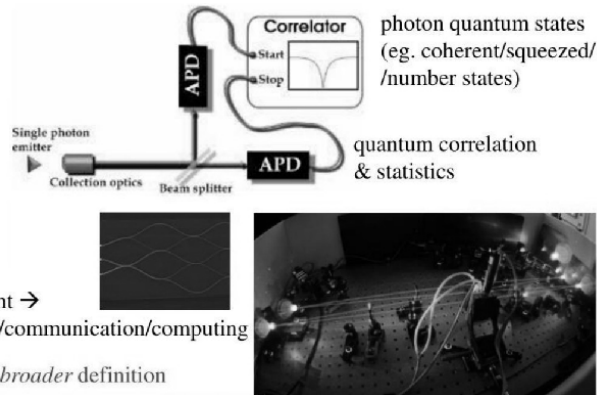 Correlator
Start
Stop
APD
APD
Single photon
emitter
Collection optics
Beam splitter
photon quantum states
(eg. coherent/squeezed/
/number states)
quantum correlation
& statistics
nt →
/communication/computing
broader definition